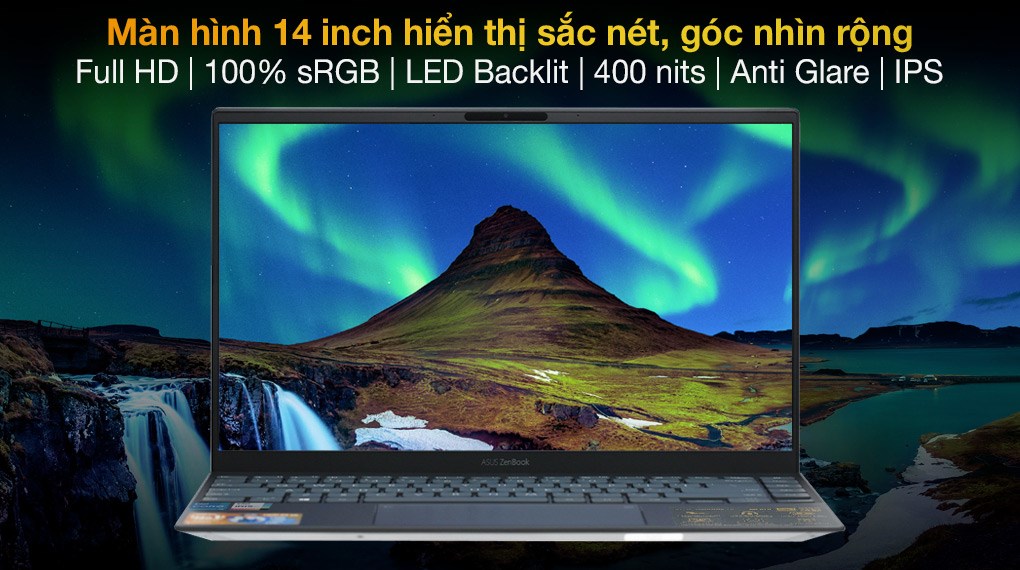 Màn hình 14 inch hiển thị sắc nét, góc nhìn rộng
Full HD | 100% sRGB | LED Backlit | 400 nits | Anti Glare | IPS
ASUS ZenBook